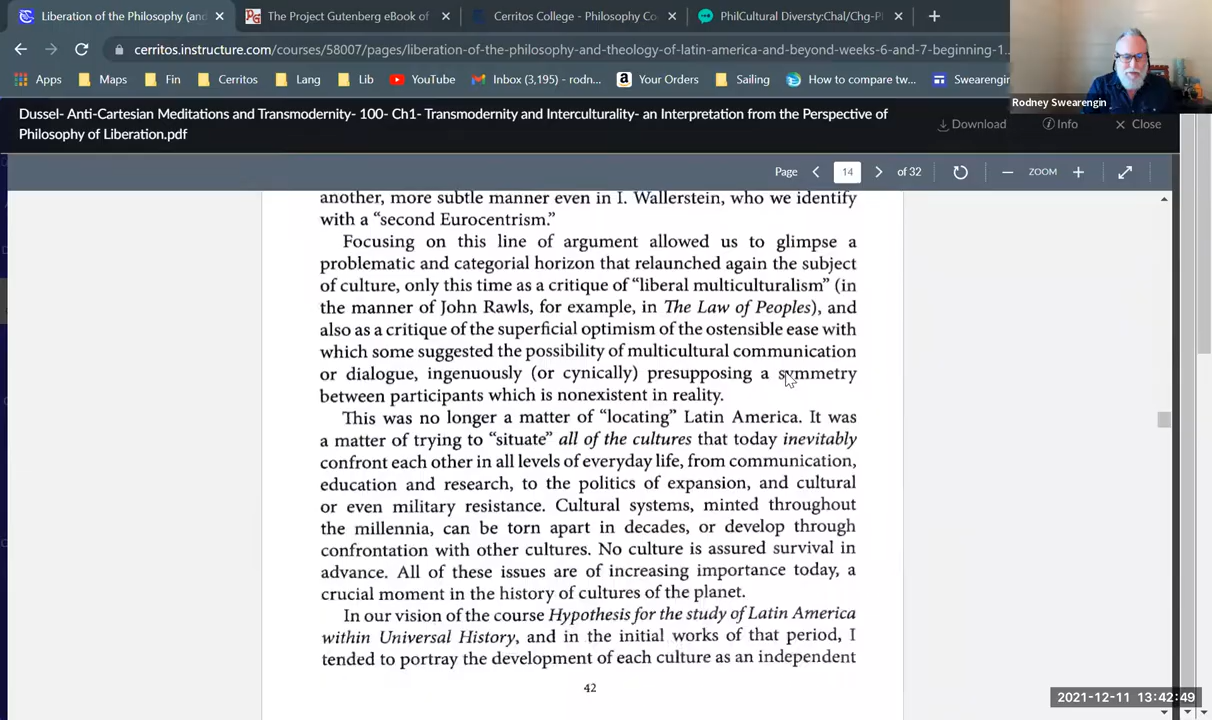 Liberation of the Philosophy (and
The Project Gutenberg eBook of
Cerritos College - Philosophy Co
PhilCultural Diversty:Chal/Chg-P
cerritos.instructure.com/courses/58007/pages/liberation-of-the-philosophy-and-theology-of-latin-america-and-beyond-weeks-6-and-7-beginning-1...
Apps
Maps
Fin
Cerritos
Lang
Lib
YouTube
Inbox (3,195) - rodn...
Your Orders
Sailing
How to compare tw...
Swearengin
Rodney Swearengin
Dussel- Anti-Cartesian Meditations and Transmodernity- 100- Ch1- Transmodernity and Interculturality- an Interpretation from the Perspective of
Philosophy of Liberation.pdf
Download
Info
Close
Page
14
of 32
ZOOM
another, more subtle manner even in I. Wallerstein, who we identify
with a “second Eurocentrism.”
Focusing on this line of argument allowed us to glimpse a
problematic and categorial horizon that relaunched again the subject
of culture, only this time as a critique of “liberal multiculturalism” (in
the manner of John Rawls, for example, in The Law of Peoples), and
also as a critique of the superficial optimism of the ostensible ease with
which some suggested the possibility of multicultural communication
or dialogue, ingenuously (or cynically) presupposing a symmetry
between participants which is nonexistent in reality.
This was no longer a matter of “locating” Latin America. It was
a matter of trying to “situate” all of the cultures that today inevitably
confront each other in all levels of everyday life, from communication,
education and research, to the politics of expansion, and cultural
or even military resistance. Cultural systems, minted throughout
the millennia, can be torn apart in decades, or develop through
confrontation with other cultures. No culture is assured survival in
advance. All of these issues are of increasing importance today, a
crucial moment in the history of cultures of the planet.
In our vision of the course Hypothesis for the study of Latin America
within Universal History, and in the initial works of that period, I
tended to portray the development of each culture as an independent
42
2021-12-11 13:42:49